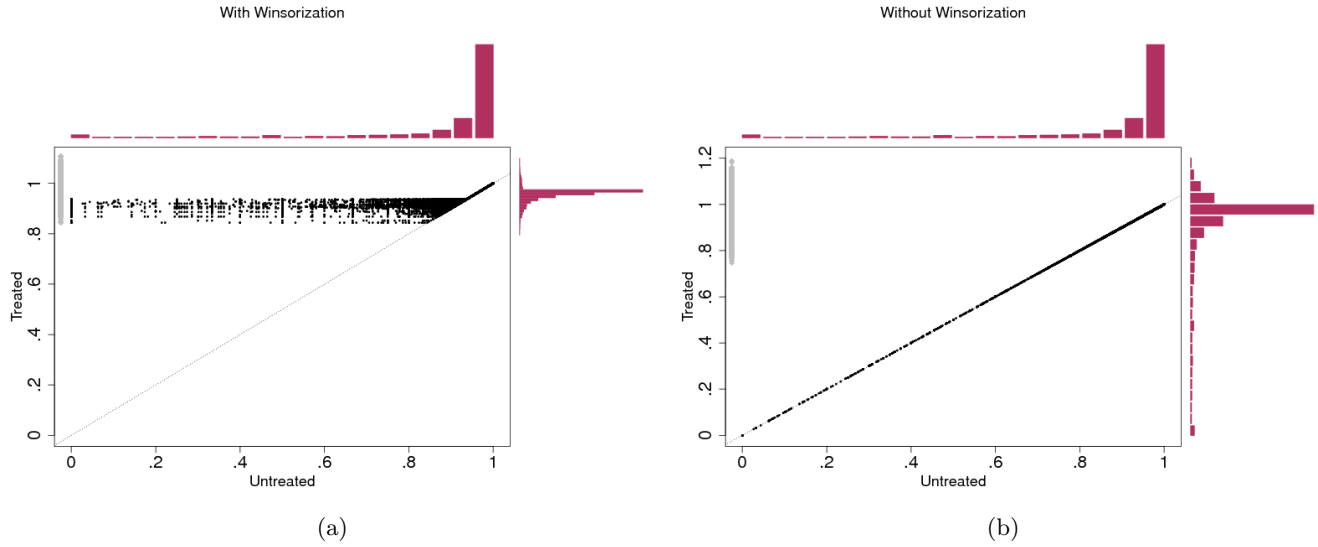 With Winsorization
1
.8
.6
.4
.2
0
Treated
0 .2 .4 .6 .8 1
Untreated
(a)
Without Winsorization
1.2
1
.8
.6
.4
.2
0
Treated
0 .2 .4 .6 .8 1
Untreated
(b)